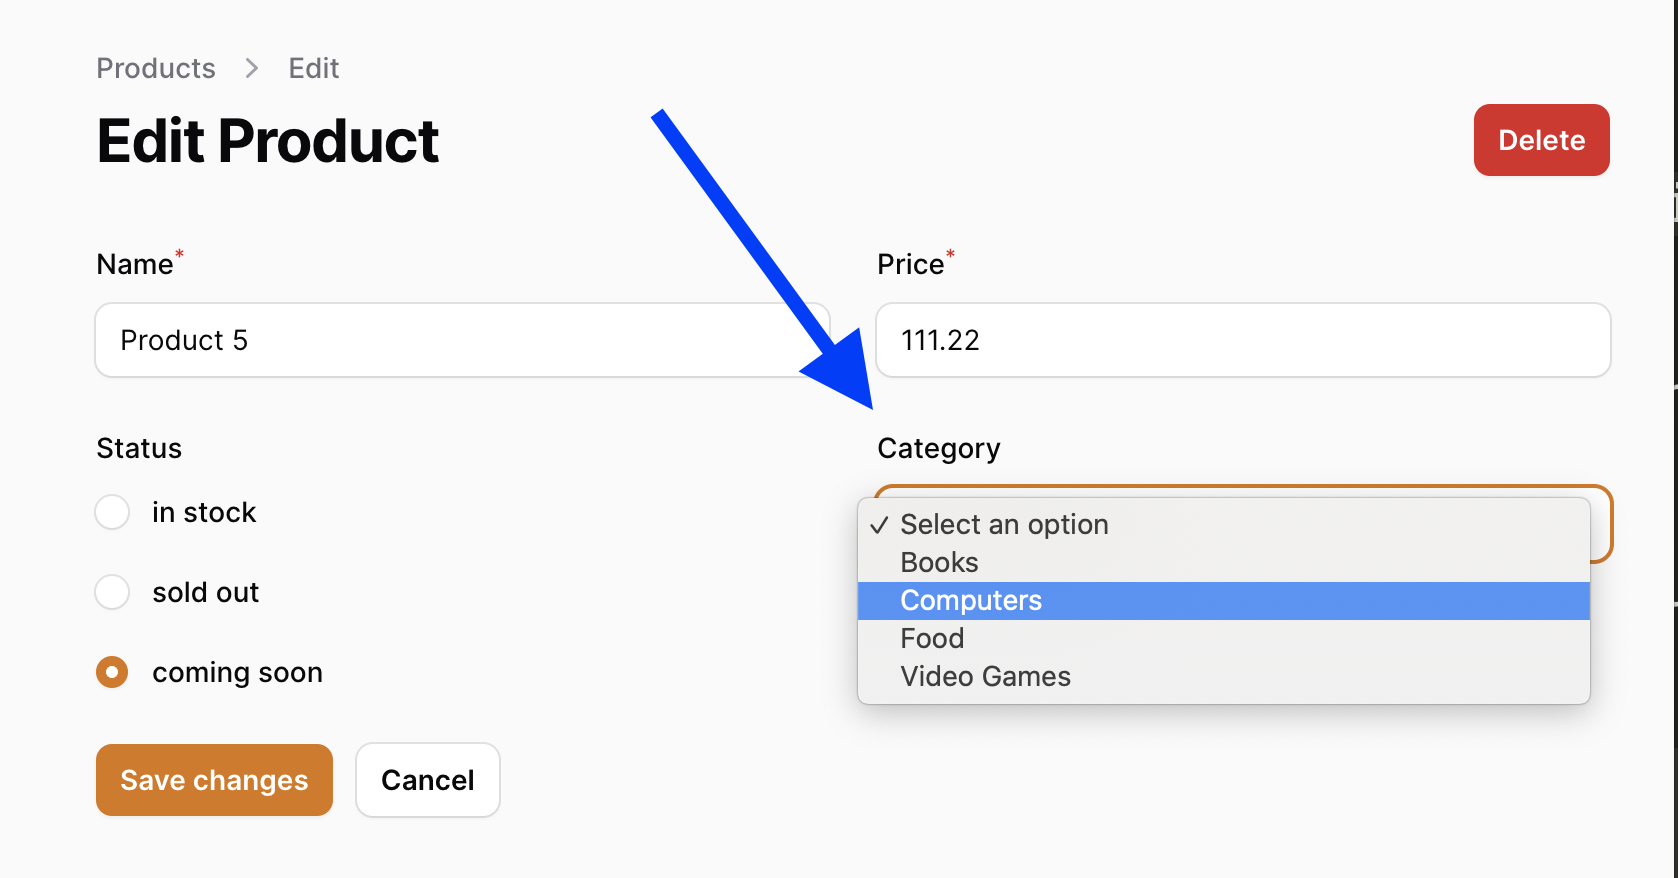 Products > Edit
Edit Product
Delete
Name*
Price*
Product 5
111.22
Status
Category
in stock
sold out
coming soon
✓ Select an option
Books
Computers
Food
Video Games
Save changes
Cancel